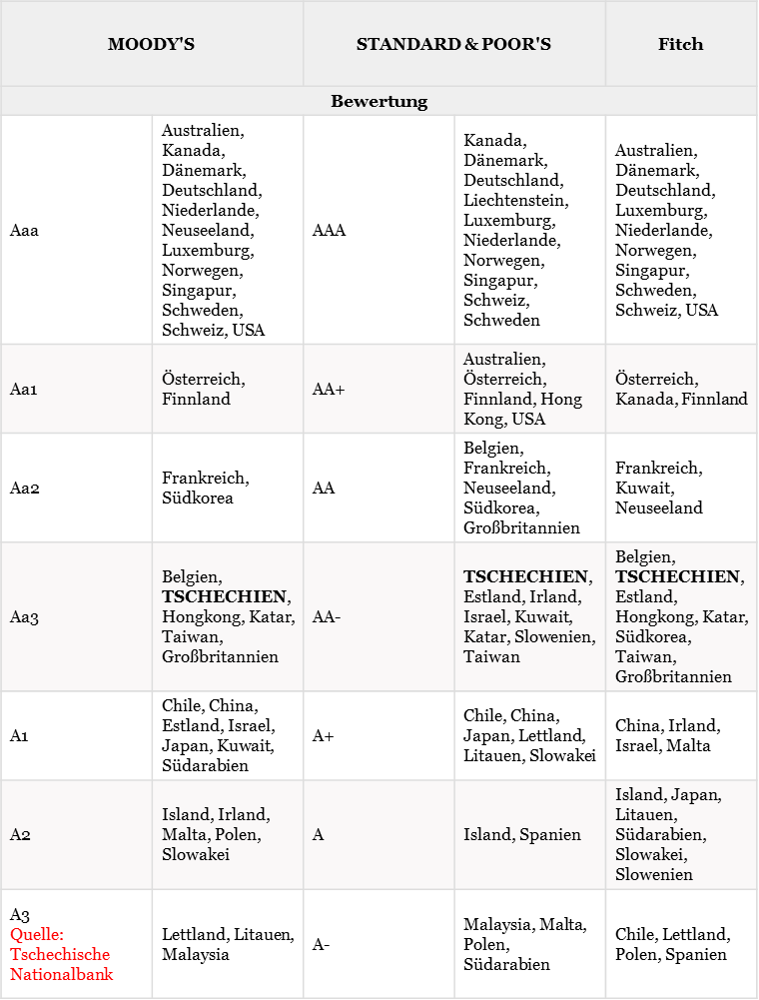 MOODY'S STANDARD & POOR'S Fitch
Bewertung
Aaa
Australien,
Kanada,
Dänemark,
Deutschland,
Niederlande,
Neuseeland,
Luxemburg,
Norwegen,
Singapur,
Schweden,
Schweiz, USA
AAA
Kanada,
Dänemark,
Deutschland,
Liechtenstein,
Luxemburg,
Niederlande,
Norwegen,
Singapur,
Schweiz,
Schweden
Australien,
Dänemark,
Deutschland,
Luxemburg,
Niederlande,
Norwegen,
Singapur,
Schweden,
Schweiz, USA
Aa1
Österreich,
Finnland
AA+
Australien,
Österreich,
Finnland, Hong
Kong, USA
Österreich,
Kanada, Finnland
Aa2
Frankreich,
Südkorea
AA
Belgien,
Frankreich,
Neuseeland,
Südkorea,
Großbritannien
Frankreich,
Kuwait,
Neuseeland
Aa3
Belgien,
TSCHECHIEN,
Hongkong, Katar,
Taiwan,
Großbritannien
AA-
TSCHECHIEN,
Estland, Irland,
Israel, Kuwait,
Katar, Slowenien,
Taiwan
Belgien,
TSCHECHIEN,
Estland,
Hongkong, Katar,
Südkorea,
Taiwan,
Großbritannien
A1
Chile, China,
Estland, Israel,
Japan, Kuwait,
Südarabien
A+
Chile, China,
Japan, Lettland,
Litauen, Slowakei
China, Irland,
Israel, Malta
A2
Island, Irland,
Malta, Polen,
Slowakei
A
Island, Spanien
Island, Japan,
Litauen,
Südarabien,
Slowakei,
Slowenien
A3
Quelle:
Tschechische
Nationalbank
Lettland, Litauen,
Malaysia
A-
Malaysia, Malta,
Polen,
Südarabien
Chile, Lettland,
Polen, Spanien